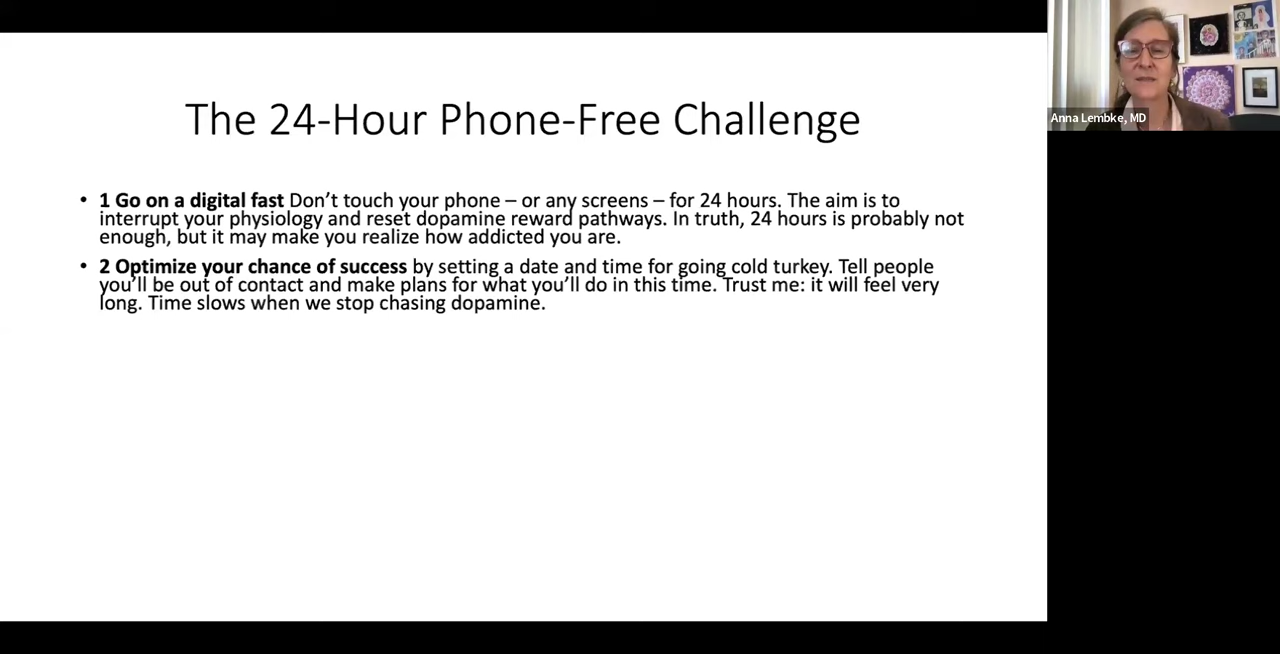 The 24-Hour Phone-Free Challenge
• 1 Go on a digital fast Don’t touch your phone – or any screens – for 24 hours. The aim is to
interrupt your physiology and reset dopamine reward pathways. In truth, 24 hours is probably not
enough, but it may make you realize how addicted you are.
• 2 Optimize your chance of success by setting a date and time for going cold turkey. Tell people
you’ll be out of contact and make plans for what you’ll do in this time. Trust me: it will feel very
long. Time slows when we stop chasing dopamine.
Anna Lembke, MD